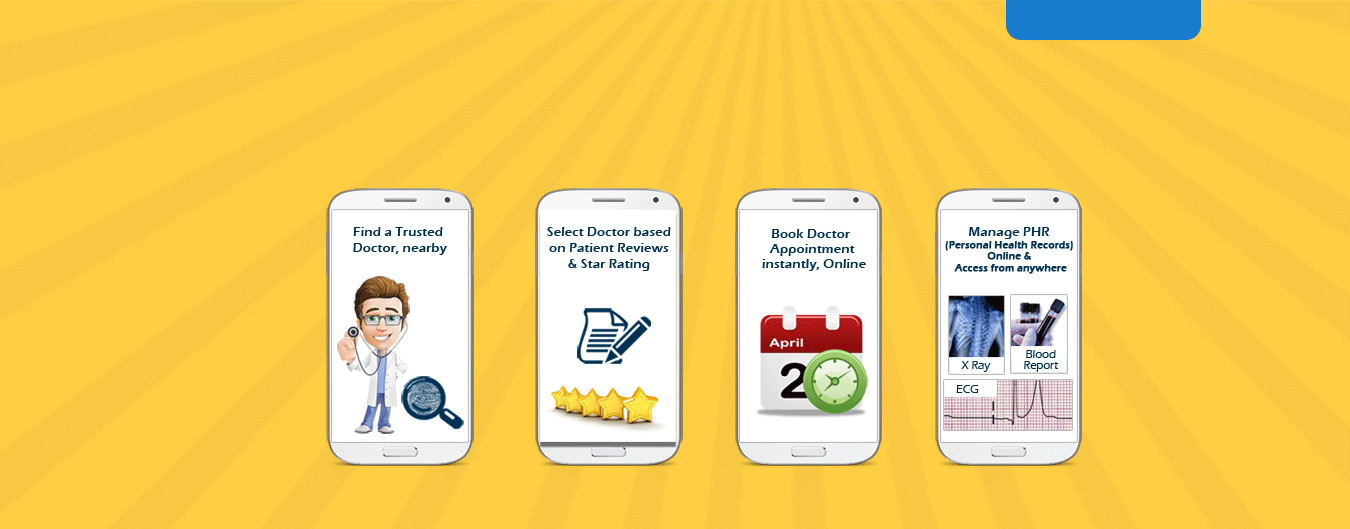 Find a Trusted
Doctor, nearby
Select Doctor based
on Patient Reviews
& Star Rating
Book Doctor
Appointment
instantly, Online
April
2
Manage PHR
(Personal Health Records)
Online &
Access from anywhere
X Ray
Blood
Report
ECG